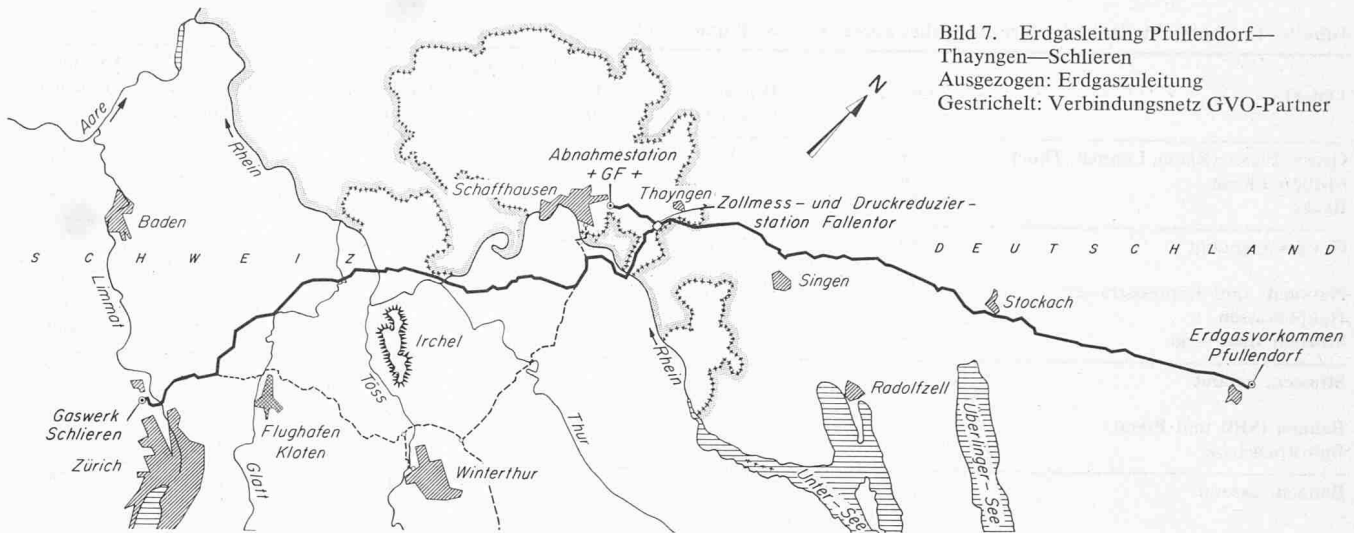 Bild 7. Erdgasleitung Pfullendorf—
Thayngen—Schlieren
Ausgezogen: Erdgaszuleitung
Gestrichelt: Verbindungsnetz GVO-Partner
N
Aare
Rhein
Abnahmestation
+ GF +
Schaffhausen
Thayngen
Zollmess- und Druckreduzier-
station Fallentor
Baden
SCHWEIZ
DEUTSCHLAND
Limmat
Singen
Stockach
Irchel
Rhein
Erdgasvorkommen
Pfullendorf
Gaswerk
Schlieren
Töss
Radolfzell
Flughafen
Kloten
Thur
Zürich
Glatt
Winterthur
Unter-See
Überlinger-See